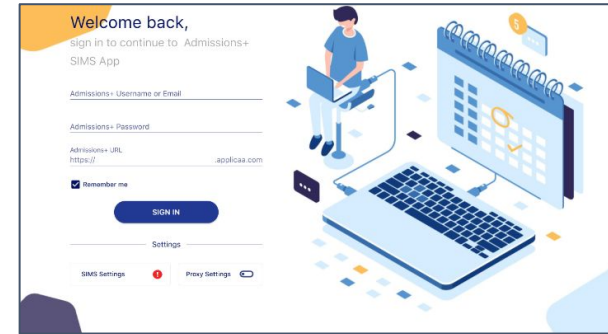 Welcome back,
sign in to continue to Admissions+
SIMS App
Admissions+ Username or Email
Admissions+ Password
Admissions+ URL
https:// .applicaa.com
Remember me
SIGN IN
Settings
SIMS Settings ! Proxy Settings
5